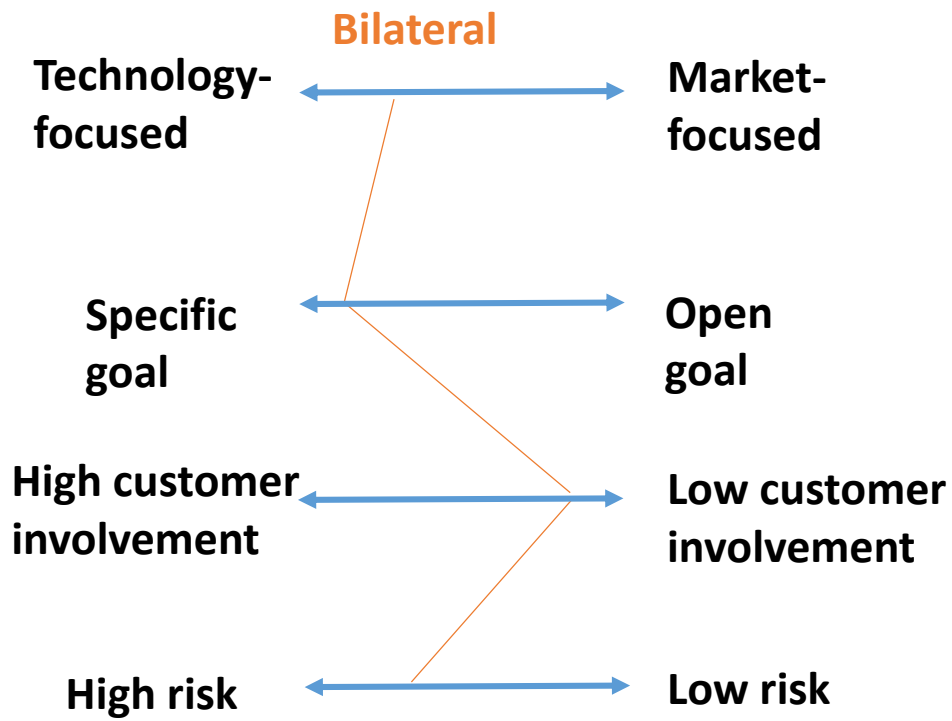 Bilateral
Technology-
focused
Market-
focused
Specific
goal
Open
goal
High customer
involvement
Low customer
involvement
High risk
Low risk